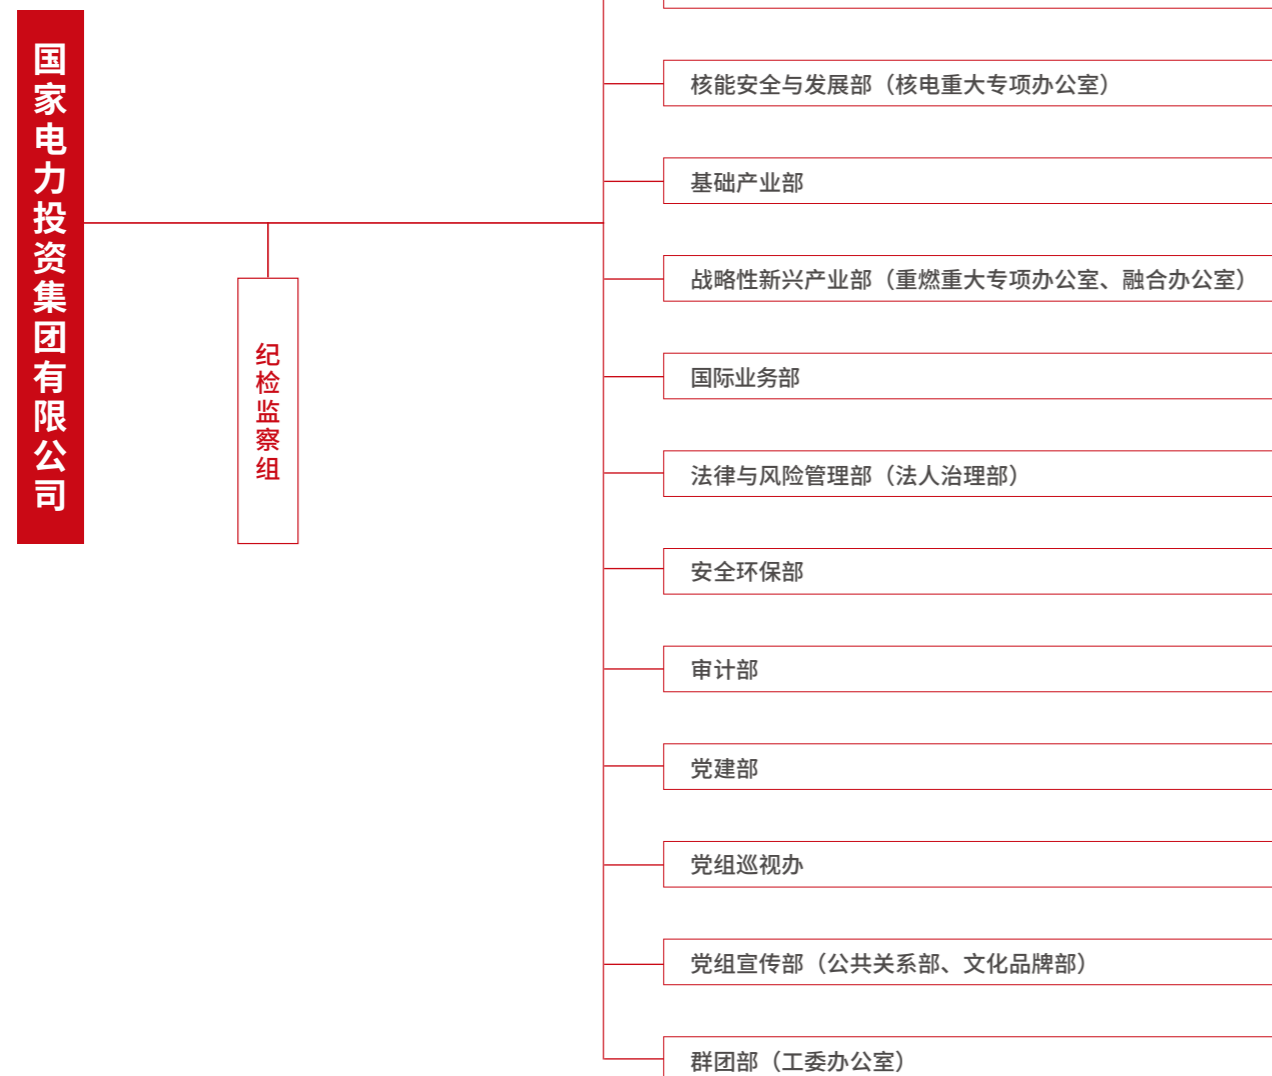 国家电力投资集团有限公司
纪检监察组
核能安全与发展部（核电重大专项办公室）
基础产业部
战略性新兴产业部（重燃重大专项办公室、融合办公室）
国际业务部
法律与风险管理部（法人治理部）
安全环保部
审计部
党建部
党组巡视办
党组宣传部（公共关系部、文化品牌部）
群团部（工委办公室）